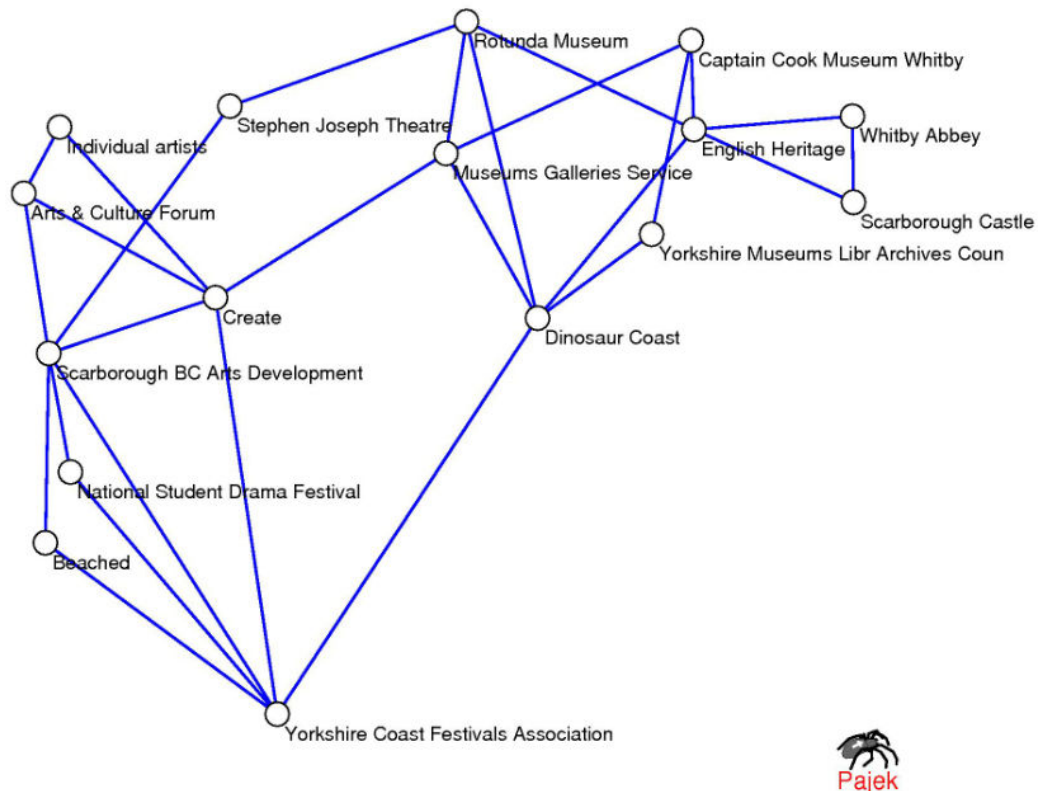 Rotunda Museum
Captain Cook Museum Whitby
Stephen Joseph Theatre
Whitby Abbey
Individual artists
English Heritage
Museums Galleries Service
Arts & Culture Forum
Scarborough Castle
Yorkshire Museums Libr Archives Coun
Create
Dinosaur Coast
Scarborough BC Arts Development
National Student Drama Festival
Beached
Yorkshire Coast Festivals Association
Pajek